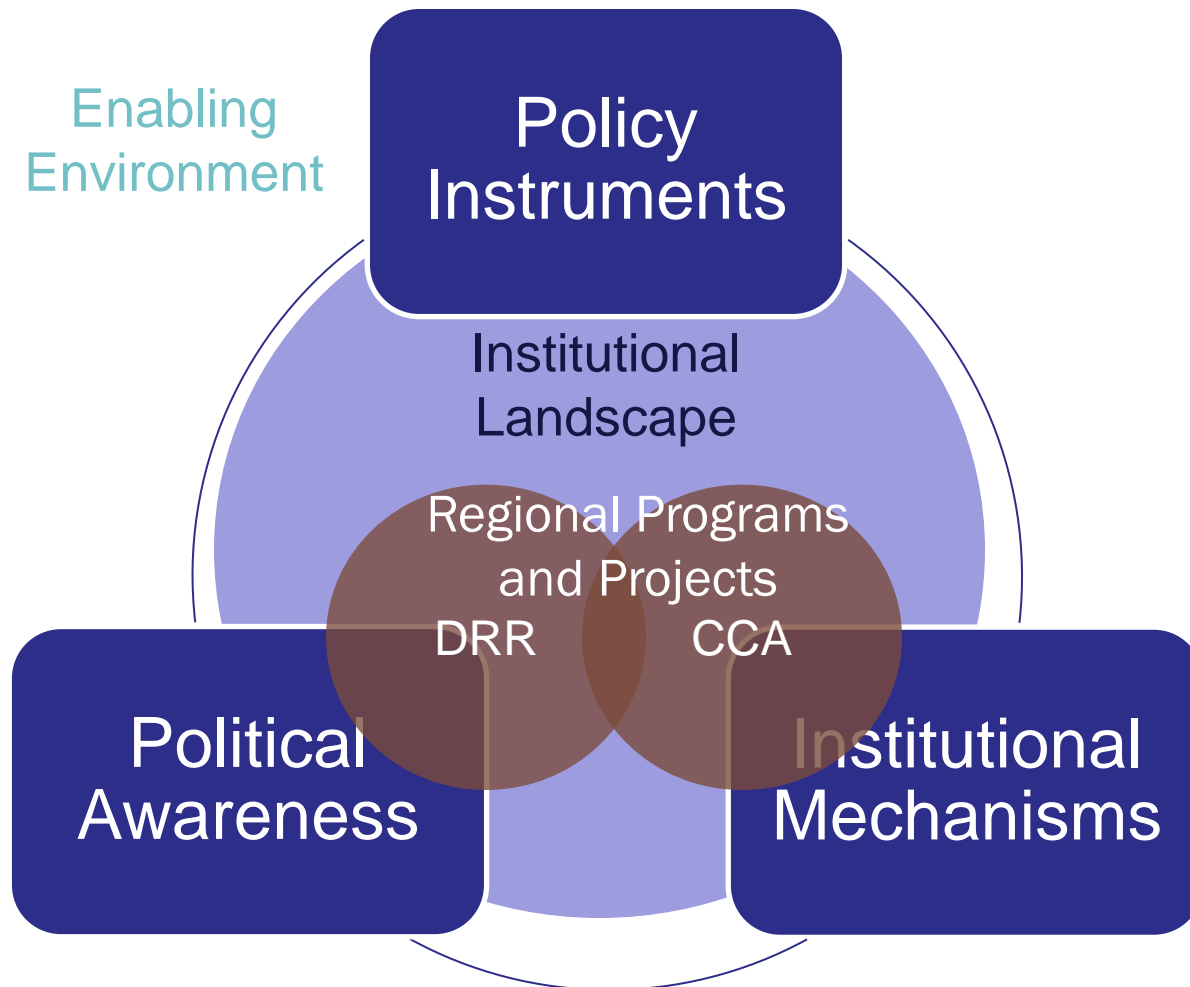 Enabling
Environment
Policy
Instruments
Institutional
Landscape
Regional Programs
and Projects
DRR CCA
Political
Awareness
Institutional
Mechanisms